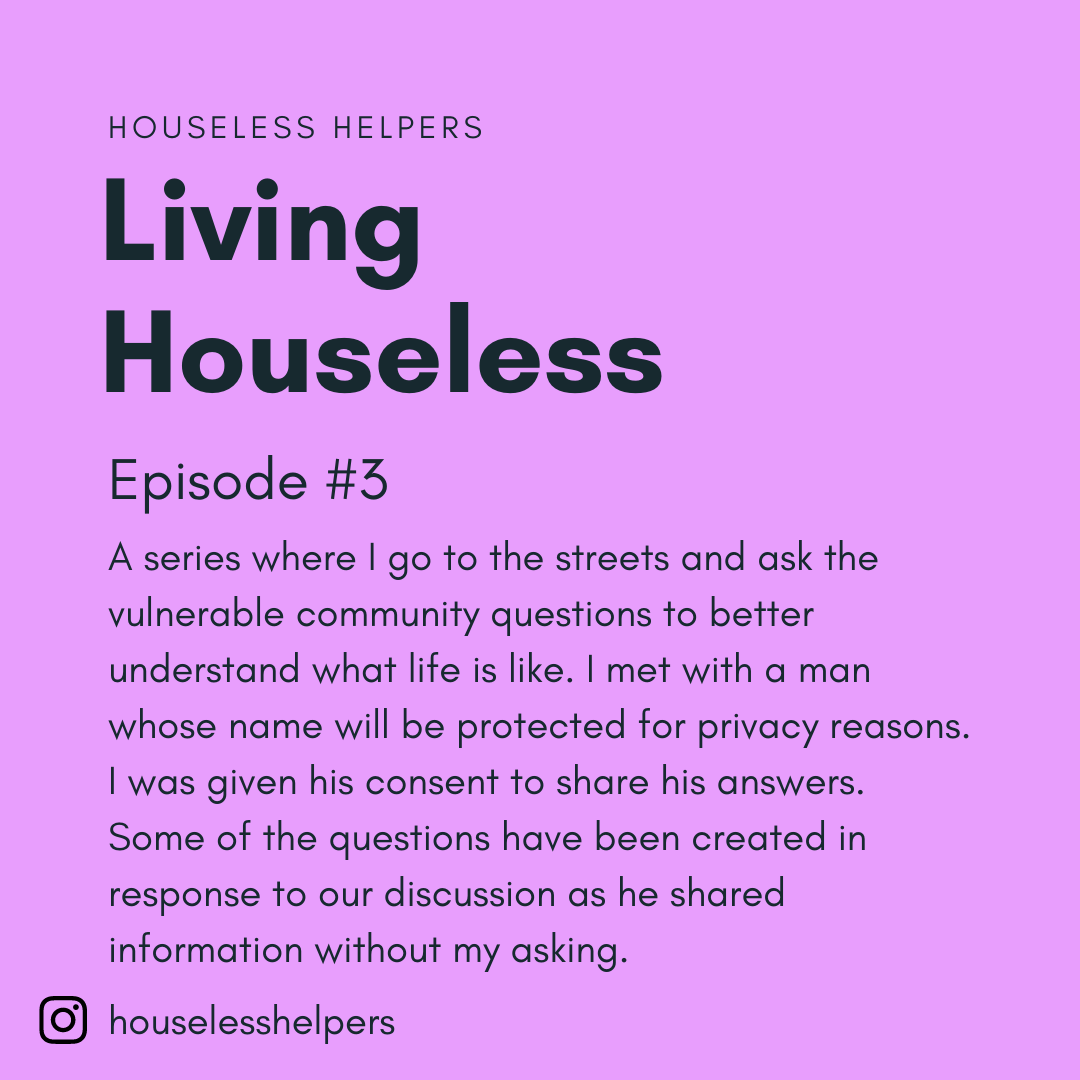 HOUSELESS HELPERS
Living
Houseless
Episode #3
A series where I go to the streets and ask the
vulnerable community questions to better
understand what life is like. I met with a man
whose name will be protected for privacy reasons.
I was given his consent to share his answers.
Some of the questions have been created in
response to our discussion as he shared
information without my asking.
houselesshelpers